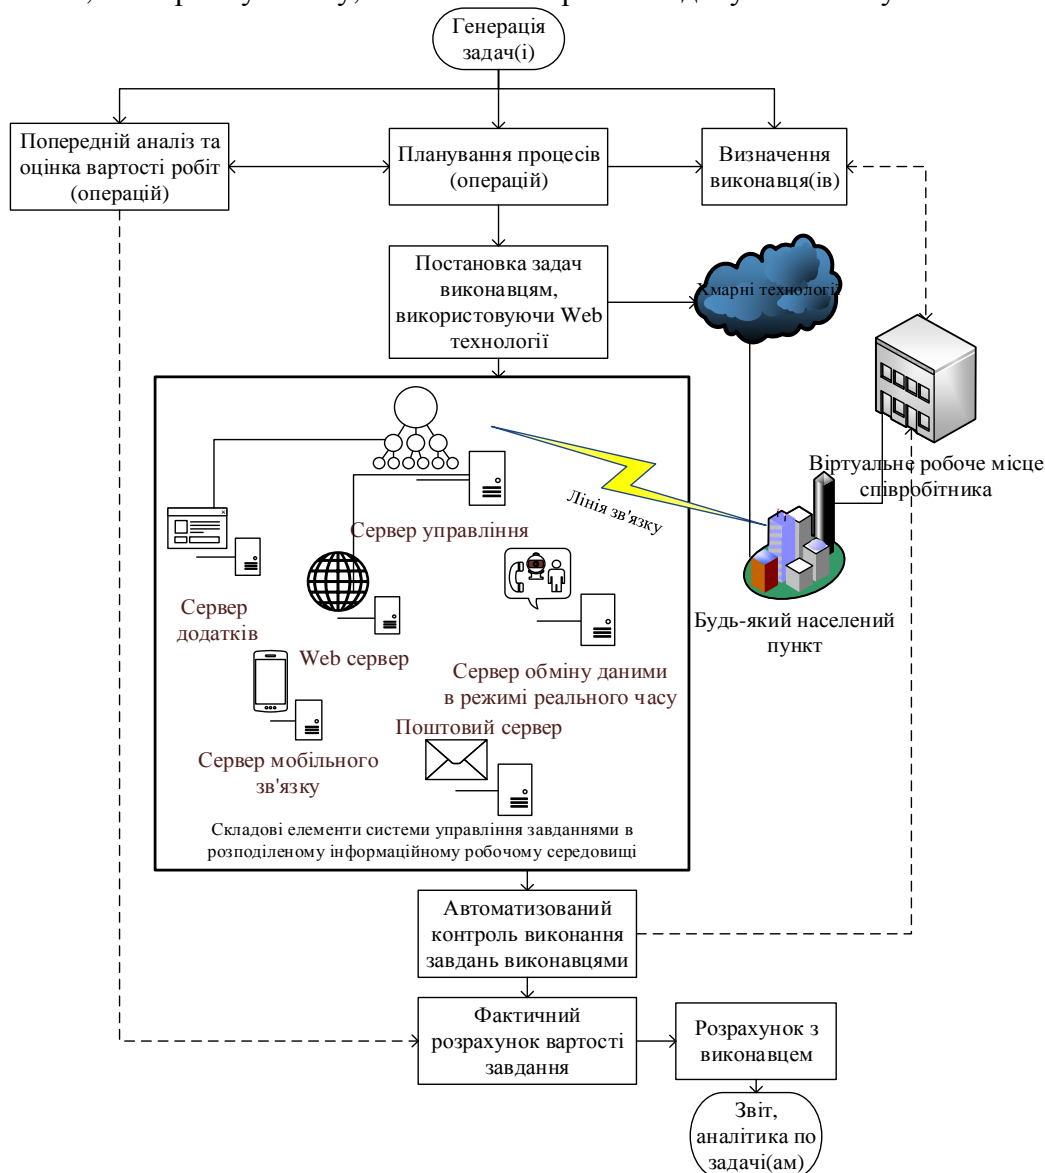 Генерація
задач(і)
Попередній аналіз та
оцінка вартості робіт
(операцій)
Планування процесів
(операцій)
Визначення
виконавця(ів)
Постановка задач
виконавцям,
використовуючи Web
технології
Хмарні технології
Віртуальне робоче місце
співробітника
Лінія зв'язку
Сервер управління
Будь-який населений
пункт
Сервер
додатків
Web сервер
Сервер обміну даними
в режимі реального часу
Поштовий сервер
Сервер мобільного
зв'язку
Складові елементи системи управління завданнями в
розподіленому інформаційному робочому середовищі
Автоматизований
контроль виконання
завдань виконавцями
Фактичний
розрахунок вартості
завдання
Розрахунок з
виконавцем
Звіт,
аналітика по
задачі(ам)